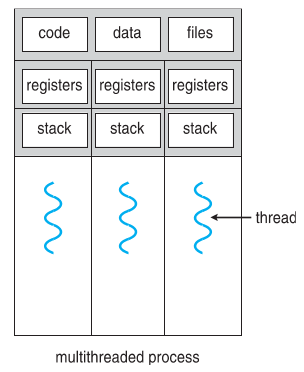 code data files
registers registers registers
stack stack stack
thread
multithreaded process